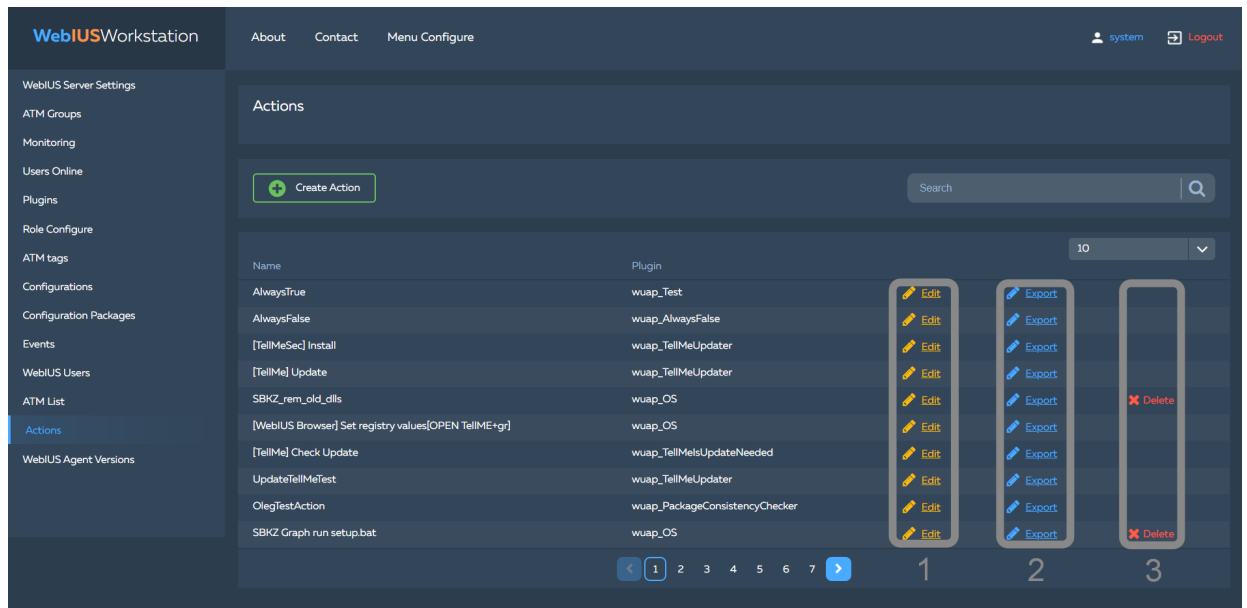 WebIUSWorkstation
About Contact Menu Configure
system Logout
WebIUS Server Settings
ATM Groups
Monitoring
Users Online
Plugins
Role Configure
ATM tags
Configurations
Configuration Packages
Events
WebIUS Users
ATM List
Actions
WebIUS Agent Versions
Actions
Create Action
Search
10
Name Plugin
AlwaysTrue wuap_Test Edit Export
AlwaysFalse wuap_AlwaysFalse Edit Export
[TellMeSec] Install wuap_TellMeUpdater Edit Export
[TellMe] Update wuap_TellMeUpdater Edit Export
SBKZ_rem_old_dlls wuap_OS Edit Export Delete
[WebIUS Browser] Set registry values[OPEN TellME+gr] wuap_OS Edit Export
[TellMe] Check Update wuap_TellMeIsUpdateNeeded Edit Export
UpdateTellMeTest wuap_TellMeUpdater Edit Export
OlegTestAction wuap_PackageConsistencyChecker Edit Export
SBKZ Graph run setup.bat wuap_OS Edit Export Delete
< 1 2 3 4 5 6 7 >
1 2 3